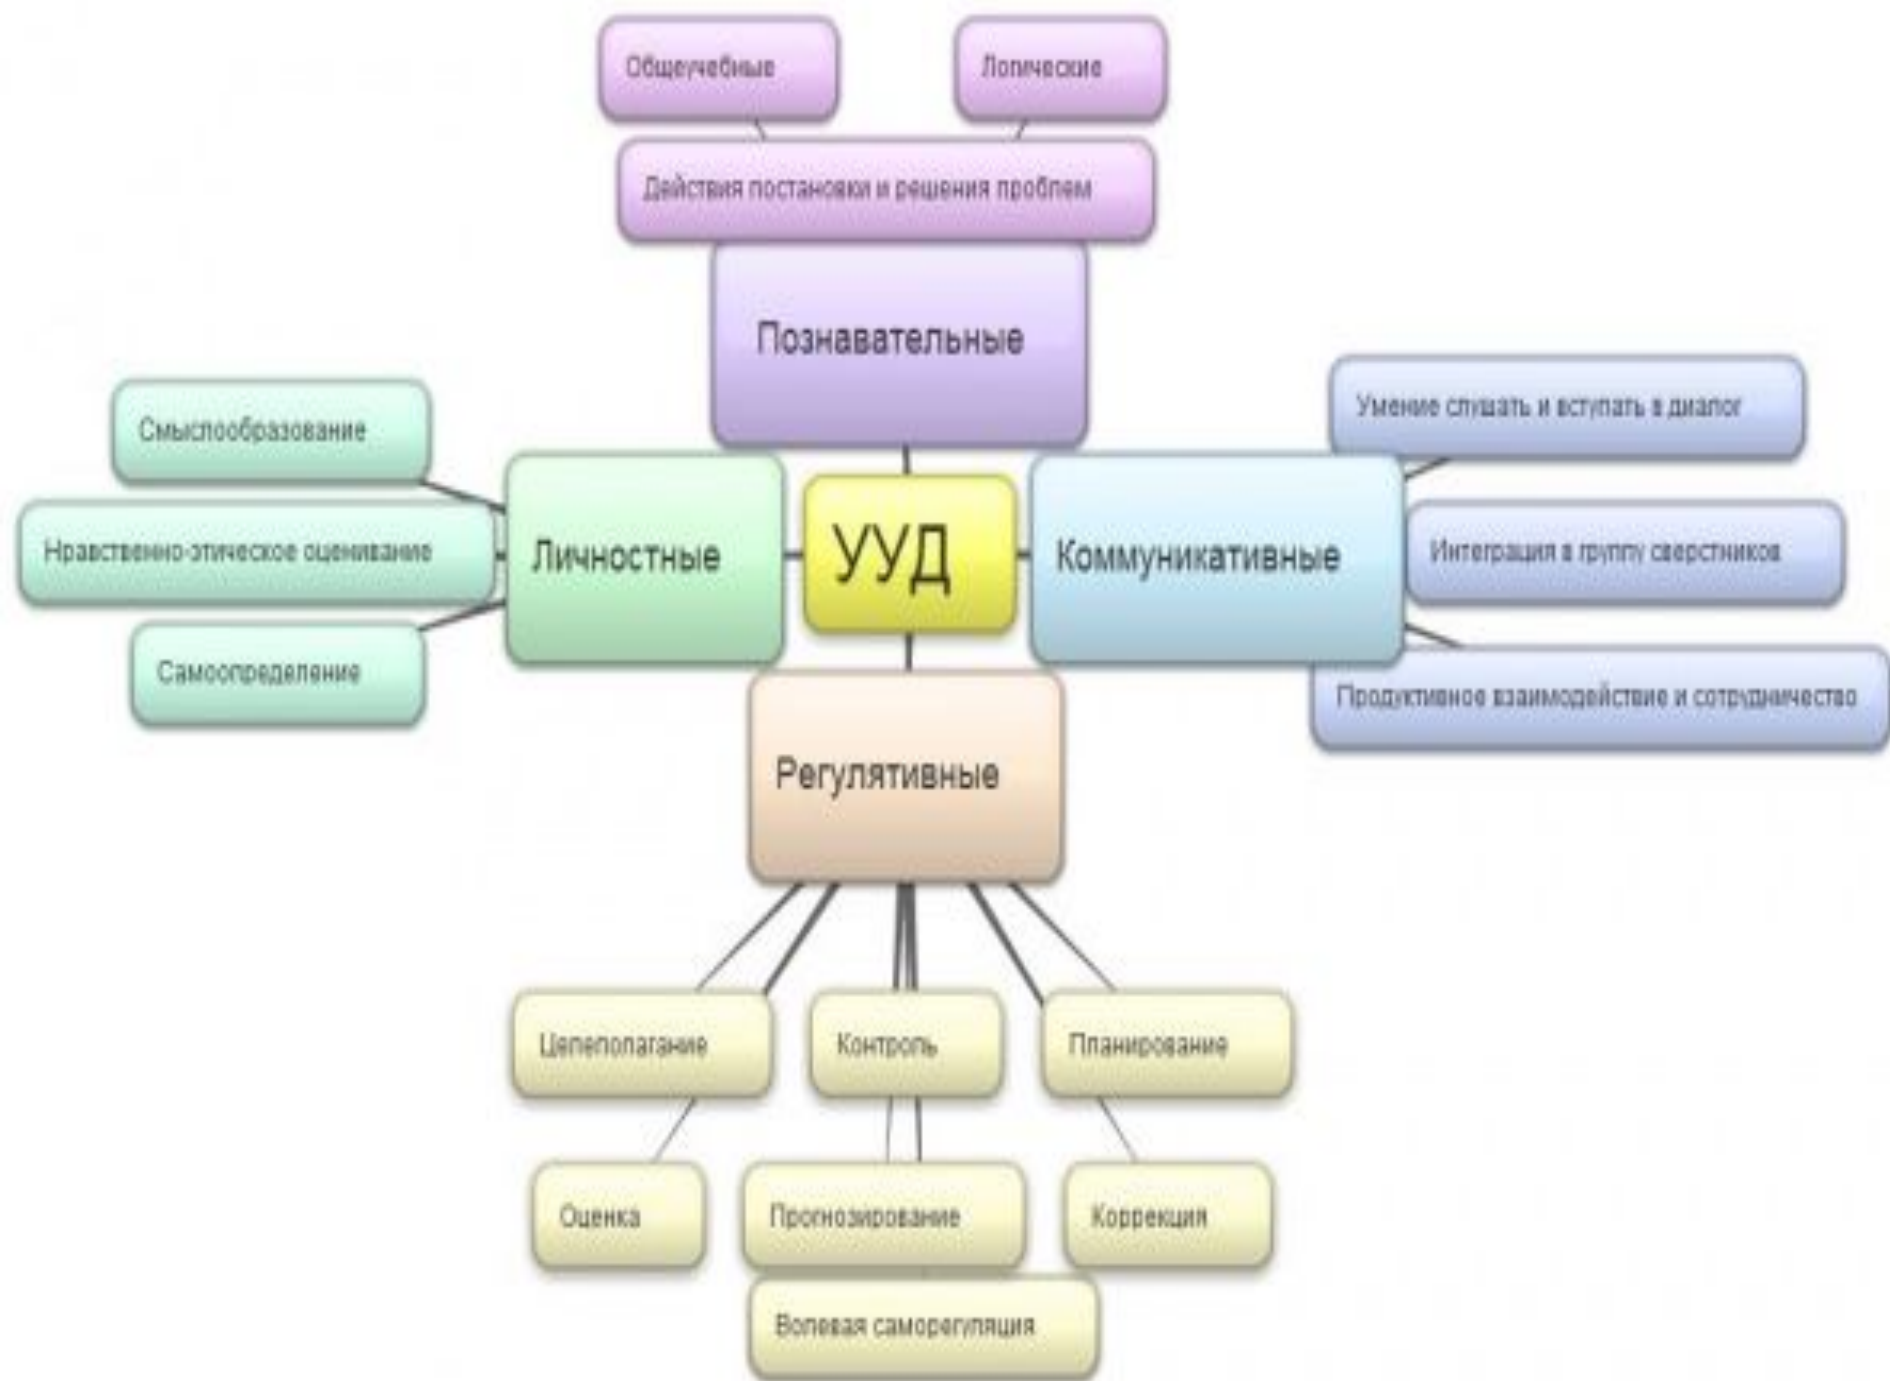 Общеучебные
Логические
Действия постановки и решения проблем
Познавательные
Смыслообразование
Нравственно-этическое оценивание
Самоопределение
Личностные
УУД
Коммуникативные
Умение слушать и вступать в диалог
Интеграция в группу сверстников
Продуктивное взаимодействие и сотрудничество
Регулятивные
Целеполагание
Контроль
Планирование
Оценка
Прогнозирование
Коррекция
Волевая саморегуляция